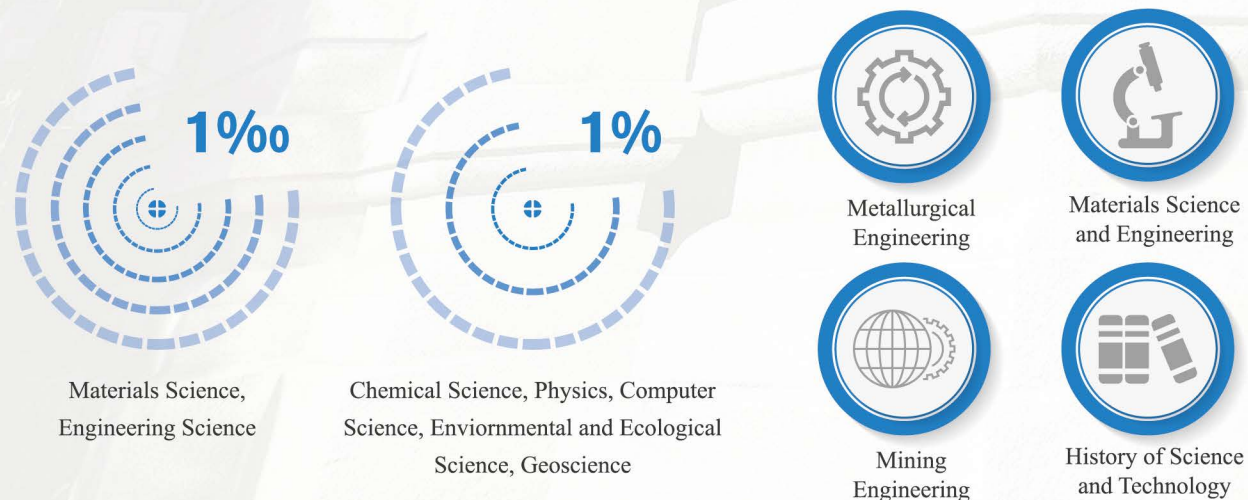 1‰
Materials Science,
Engineering Science
1%
Chemical Science, Physics, Computer
Science, Enviornmental and Ecological
Science, Geoscience
Metallurgical
Engineering
Materials Science
and Engineering
Mining
Engineering
History of Science
and Technology